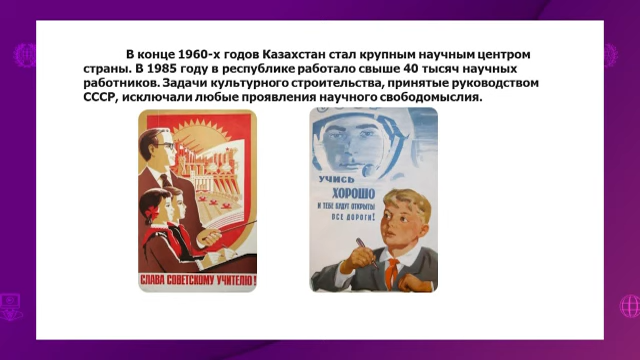 В конце 1960-х годов Казахстан стал крупным научным центром
страны. В 1985 году в республике работало свыше 40 тысяч научных
работников. Задачи культурного строительства, принятые руководством
СССР, исключали любые проявления научного свободомыслия.
СЛАВА СОВЕТСКОМУ УЧИТЕЛЮ!
УЧИСЬ
ХОРОШО
И ТЕБЕ БУДУТ ОТКРЫТЫ
ВСЕ ДОРОГИ!